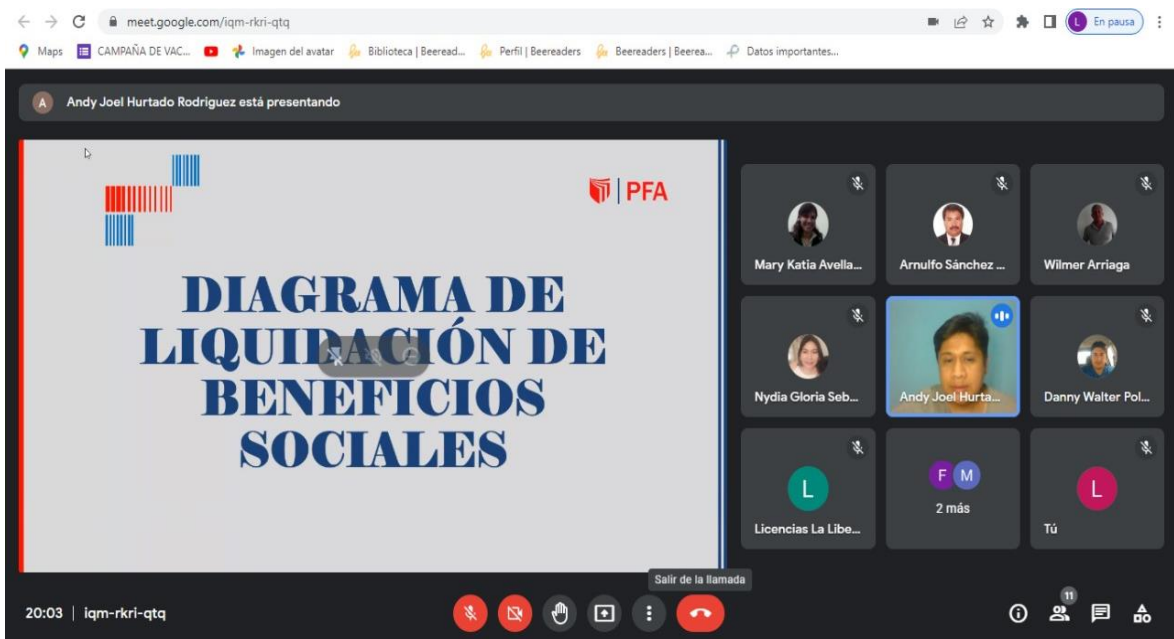 meet.google.com/iqm-rkri-qtq
L
En pausa
Maps
CAMPAÑA DE VAC...
Imagen del avatar
Biblioteca | Beeread...
Perfil | Beereaders
Beereaders | Beerea...
Datos importantes...
A
Andy Joel Hurtado Rodriguez está presentando
PFA
DIAGRAMA DE
LIQUIDACIÓN DE
BENEFICIOS
SOCIALES
Mary Katia Avella...
Arnulfo Sánchez ...
Wilmer Arriaga
Nydia Gloria Seb...
Andy Joel Hurta...
Danny Walter Pol...
L
Licencias La Libe...
F M
2 más
L
Tú
Salir de la llamada
20:03 | iqm-rkri-qtq
11